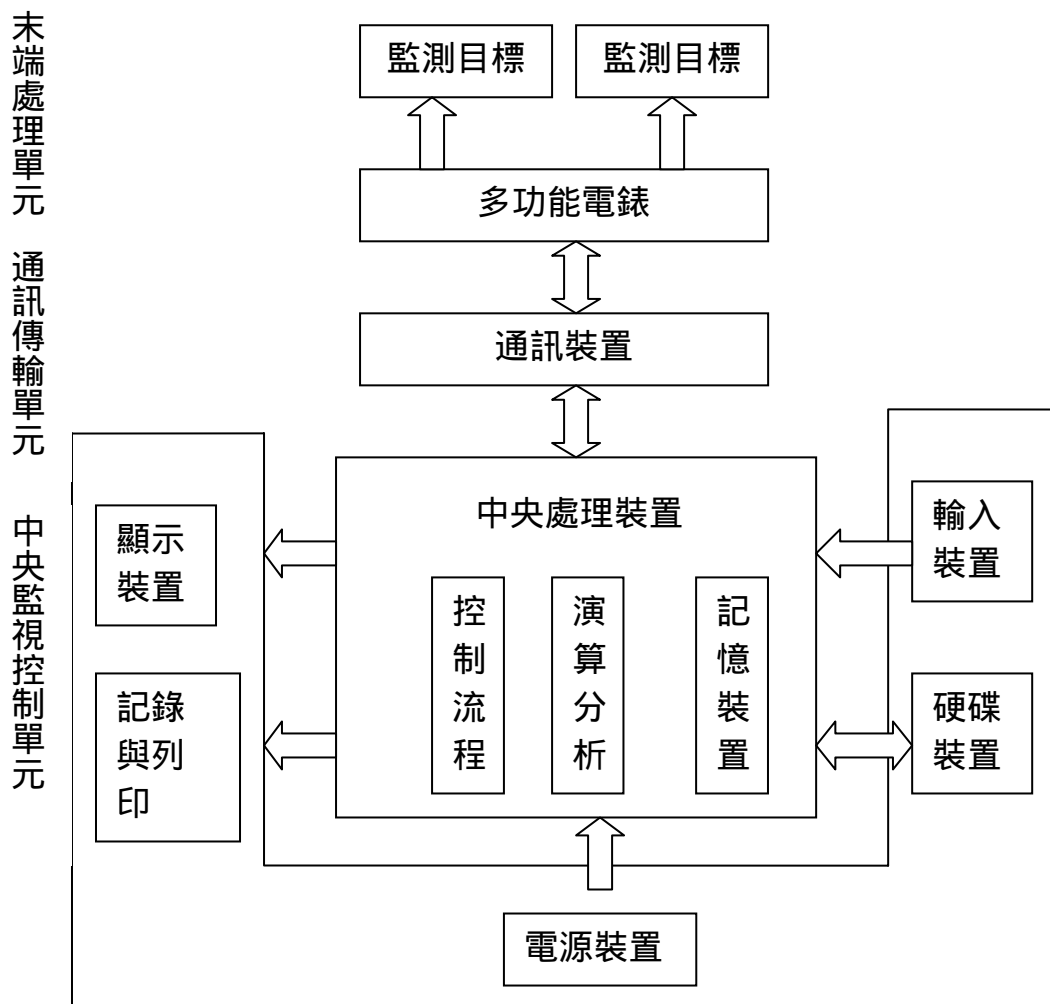 末端處理單元
通訊傳輸單元
中央監視控制單元
監測目標
監測目標
多功能電錶
通訊裝置
中央處理裝置
控制流程
演算分析
記憶裝置
顯示
裝置
記錄
與列
印
輸入
裝置
硬碟
裝置
電源裝置